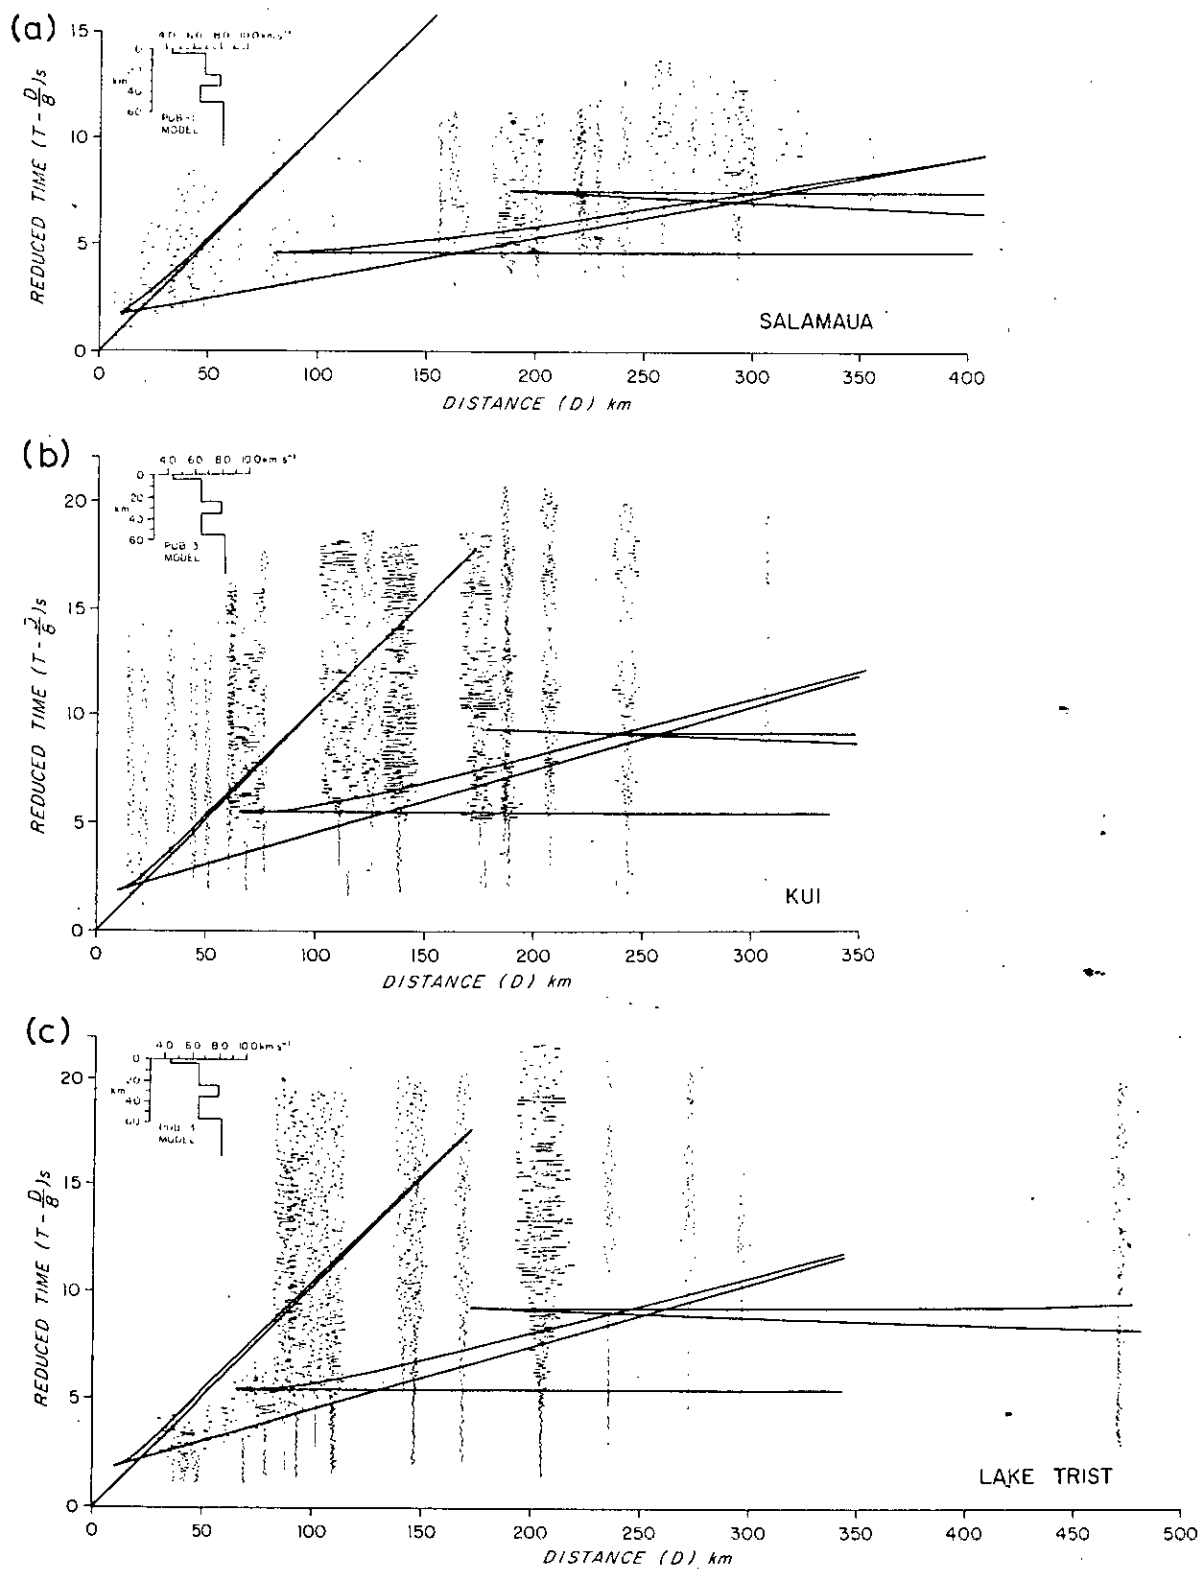 (a)
15
10
5
0
REDUCED TIME (T-D/8)s
40 60 80 100 km s⁻¹
0
km
40
60
MODEL
SALAMAUA
0 50 100 150 200 250 300 350 400
DISTANCE (D) km
(b)
20
15
10
5
0
REDUCED TIME
40 60 80 100 km s⁻¹
0
20
km
40
60
PUB 3
MODEL
KUI
0 50 100 150 200 250 300 350
DISTANCE (D) km
(c)
20
15
10
5
0
REDUCED TIME (T-D/8)s
40 60 80 100 km s⁻¹
0
20
km
40
60
PUB 3
MODEL
LAKE TRIST
0 50 100 150 200 250 300 350 400 450 500
DISTANCE (D) km